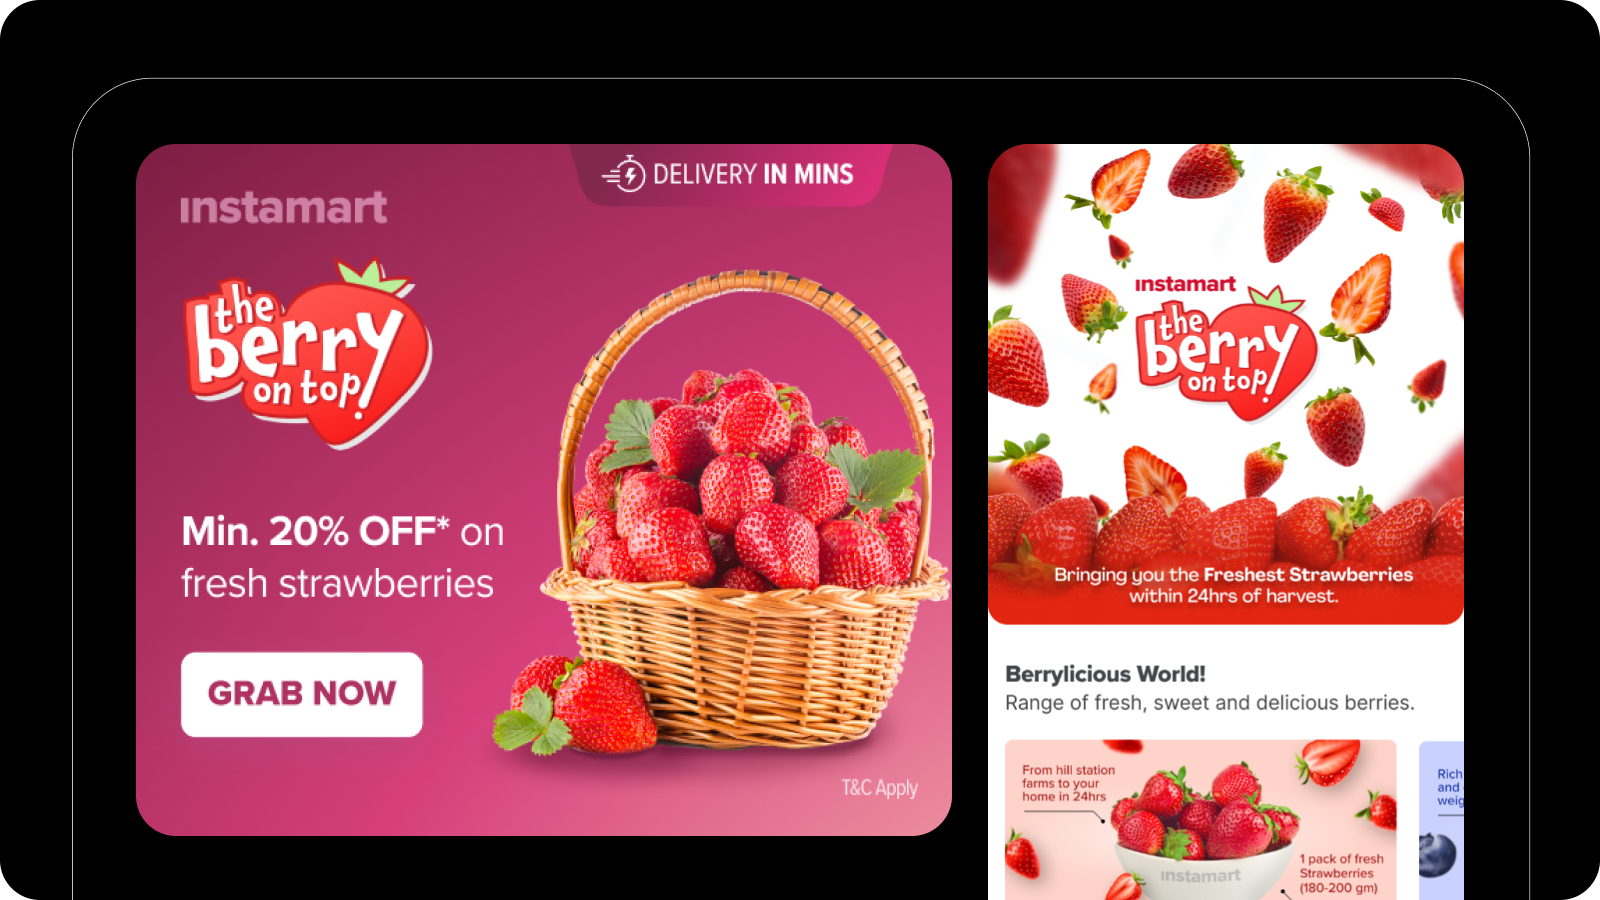 instamart
DELIVERY IN MINS
the
berry
on top!
Min. 20% OFF* on
fresh strawberries
GRAB NOW
T&C Apply
instamart
the
berry
on top!
Bringing you the Freshest Strawberries
within 24hrs of harvest.
Berrylicious World!
Range of fresh, sweet and delicious berries.
From hill station
farms to your
home in 24hrs
instamart
1 pack of fresh
Strawberries
(180-200 gm)
Rich
and